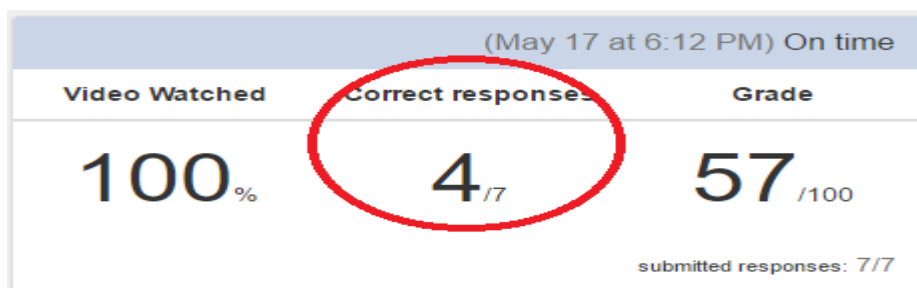 (May 17 at 6:12 PM) On time
Video Watched Correct responses Grade
100% 4/7 57/100
submitted responses: 7/7